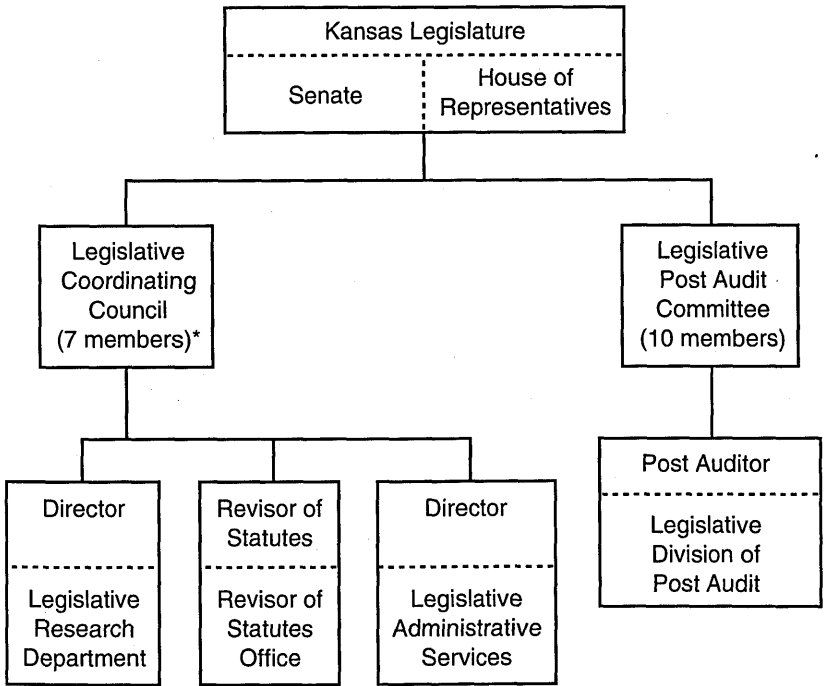 Kansas Legislature
Senate
House of
Representatives
Legislative
Coordinating
Council
(7 members)*
Legislative
Post Audit
Committee
(10 members)
Director
Legislative
Research
Department
Revisor of
Statutes
Revisor of
Statutes
Office
Director
Legislative
Administrative
Services
Post Auditor
Legislative
Division of
Post Audit